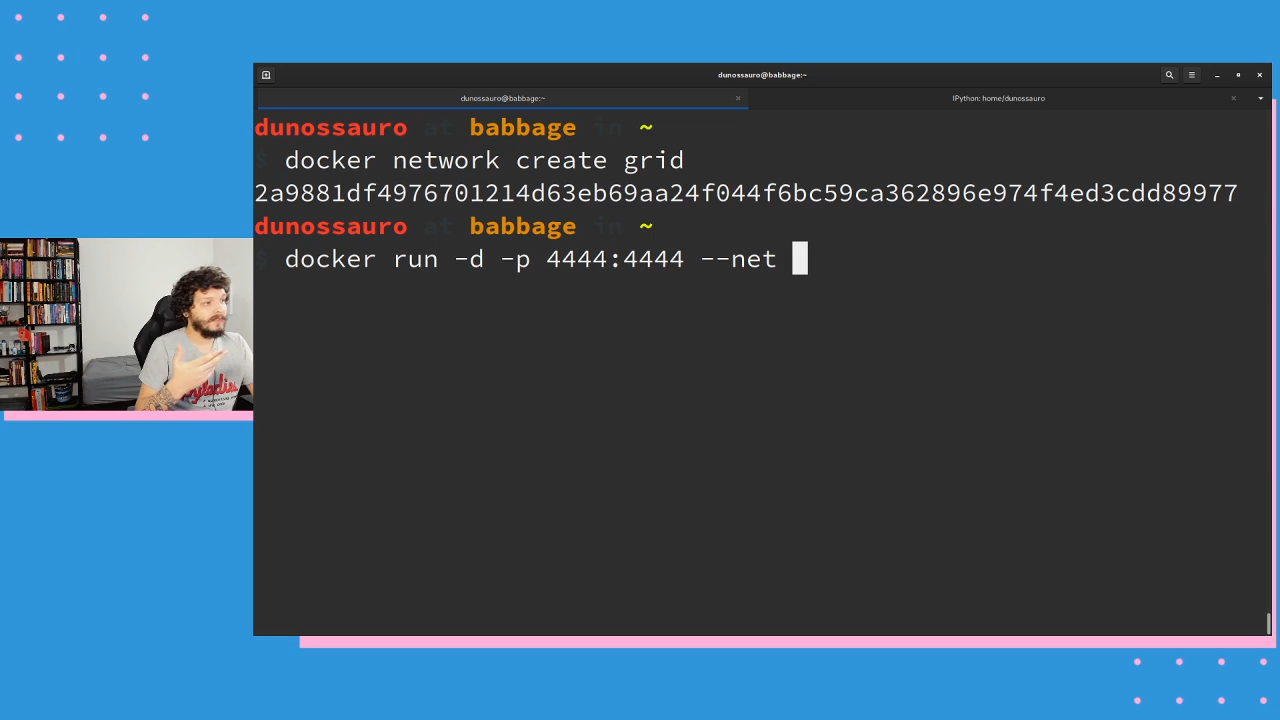 dunossauro@babbage:~
dunossauro@babbage:~
IPython: home/dunossauro
dunossauro at babbage in ~
$ docker network create grid
2a9881df4976701214d63eb69aa24f044f6bc59ca362896e974f4ed3cdd89977
dunossauro at babbage in ~
$ docker run -d -p 4444:4444 --net